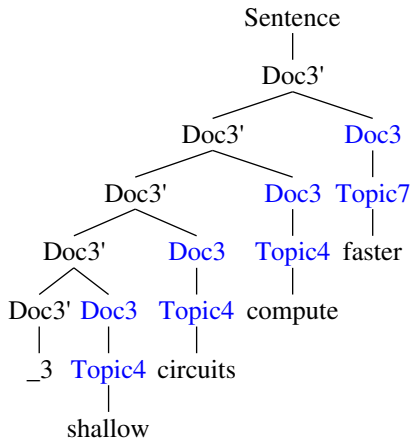 Sentence
Doc3'
Doc3' Doc3
Doc3' Doc3 Topic7
Doc3' Doc3 Topic4 faster
Doc3' Doc3 Topic4 compute
_3 Topic4 circuits
shallow